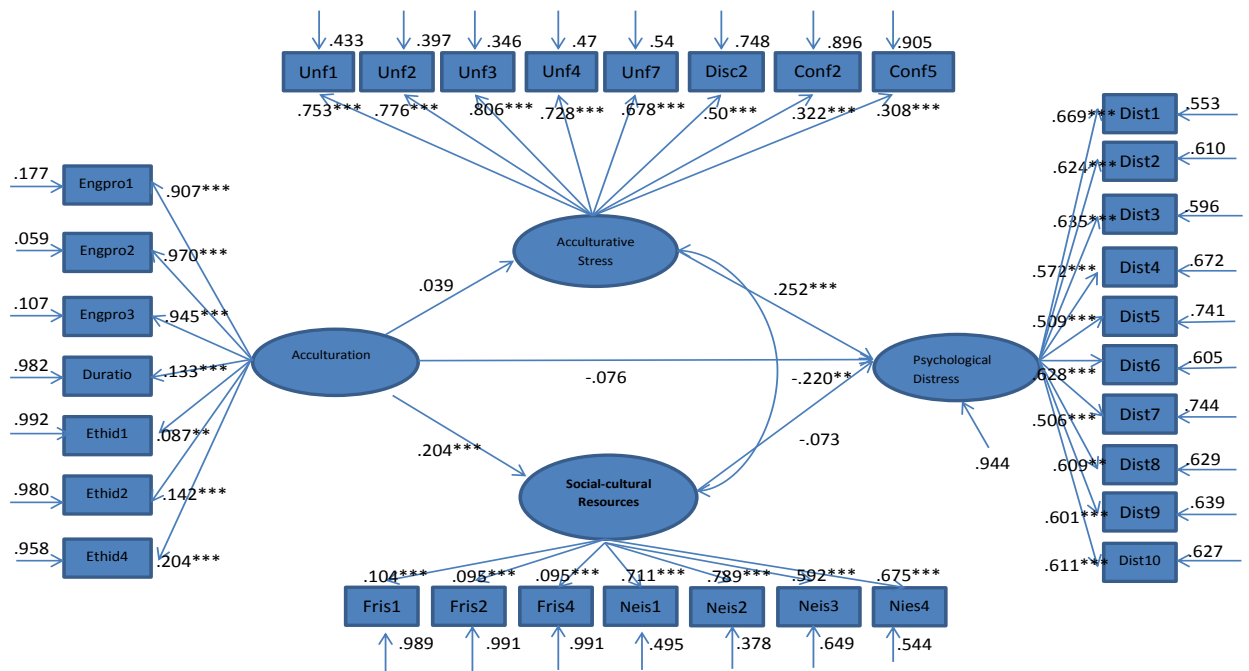 .433 .397 .346 .47 .54 .748 .896 .905
Unf1 Unf2 Unf3 Unf4 Unf7 Disc2 Conf2 Conf5
.753*** .776*** .806*** .728*** .678*** .50*** .322*** .308***
.177 Engpro1 .907***
.059 Engpro2 .970***
.107 Engpro3 .945***
.982 Duratio .133***
.992 Ethid1 .087**
.980 Ethid2 .142***
.958 Ethid4 .204***
Acculturation
.039
-.076
.204***
Acculturative
Stress
.252***
-.220**
-.073
Social-cultural
Resources
Psychological
Distress
.944
.669*** Dist1 .553
.624*** Dist2 .610
.635*** Dist3 .596
.572*** Dist4 .672
.509*** Dist5 .741
.628*** Dist6 .605
.506*** Dist7 .744
.609** Dist8 .629
.601*** Dist9 .639
.611*** Dist10 .627
.104*** .095*** .095*** .711*** .789*** .592*** .675***
Fris1 Fris2 Fris4 Neis1 Neis2 Neis3 Nies4
.989 .991 .991 .495 .378 .649 .544